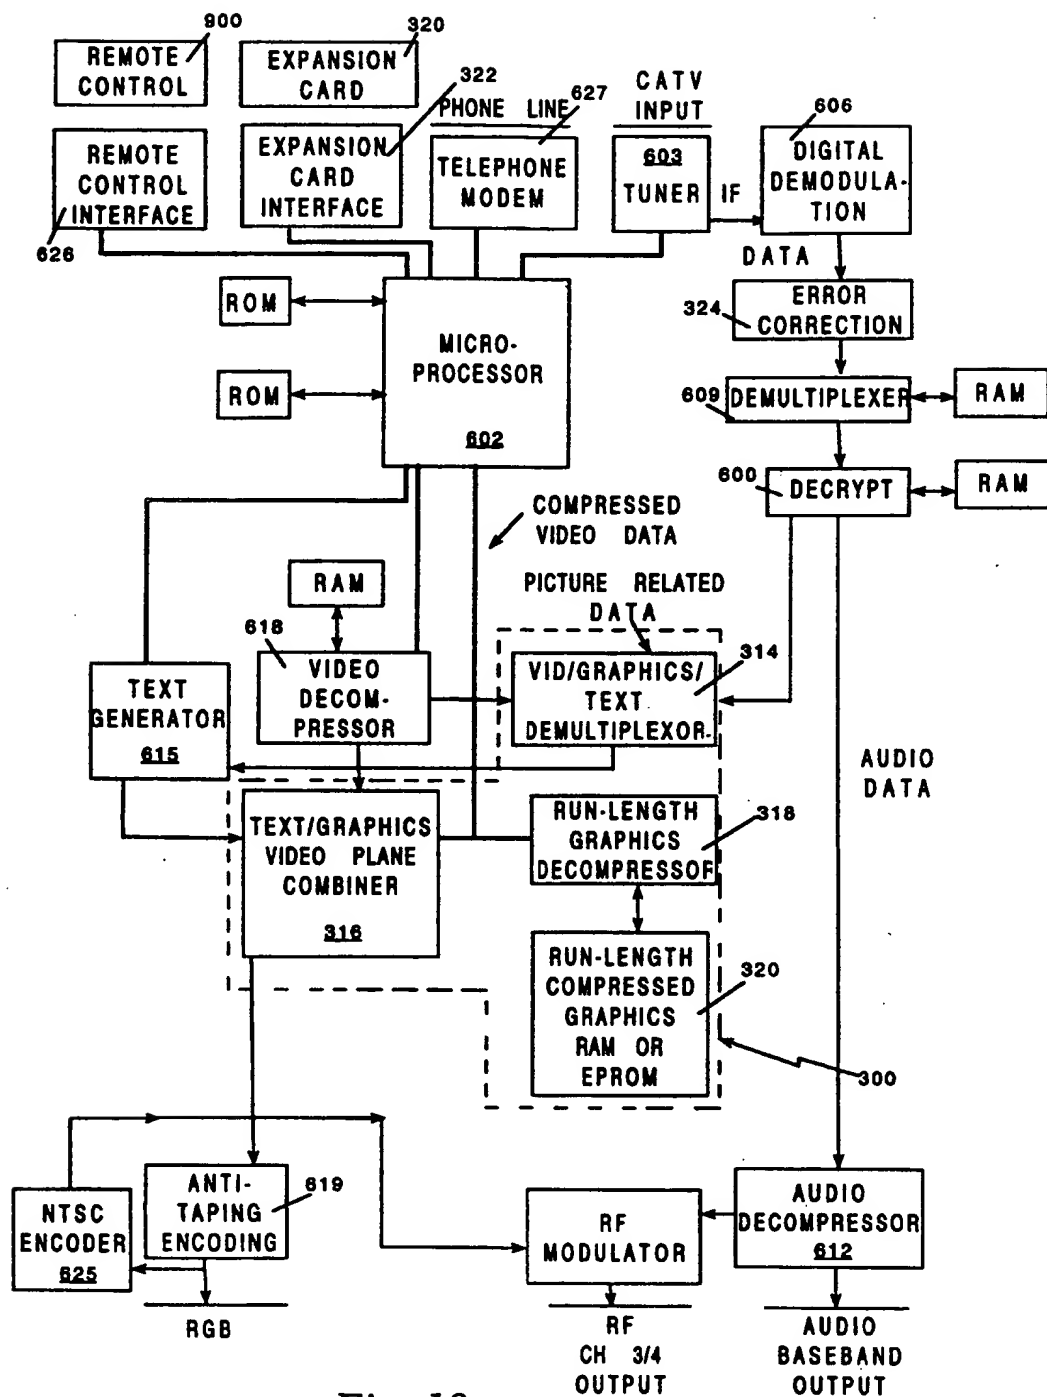 900
REMOTE
CONTROL
320
EXPANSION
CARD
322
PHONE LINE
627
CATV
INPUT
606
REMOTE
CONTROL
INTERFACE
626
EXPANSION
CARD
INTERFACE
TELEPHONE
MODEM
603
TUNER
IF
DIGITAL
DEMODULA-
TION
DATA
ROM
ROM
MICRO-
PROCESSOR
602
324
ERROR
CORRECTION
609
DEMULTIPLEXER
RAM
600
DECRYPT
RAM
COMPRESSED
VIDEO DATA
RAM
PICTURE RELATED
DATA
618
VIDEO
DECOM-
PRESSOR
VID/GRAPHICS/
TEXT
DEMULTIPLEXOR
314
TEXT
GENERATOR
615
AUDIO
DATA
TEXT/GRAPHICS
VIDEO PLANE
COMBINER
316
RUN-LENGTH
GRAPHICS
DECOMPRESSOF
318
RUN-LENGTH
COMPRESSED
GRAPHICS
RAM OR
EPROM
320
300
NTSC
ENCODER
625
ANTI-
TAPING
ENCODING
619
RF
MODULATOR
AUDIO
DECOMPRESSOR
612
RGB
RF
CH 3/4
OUTPUT
AUDIO
BASEBAND
OUTPUT